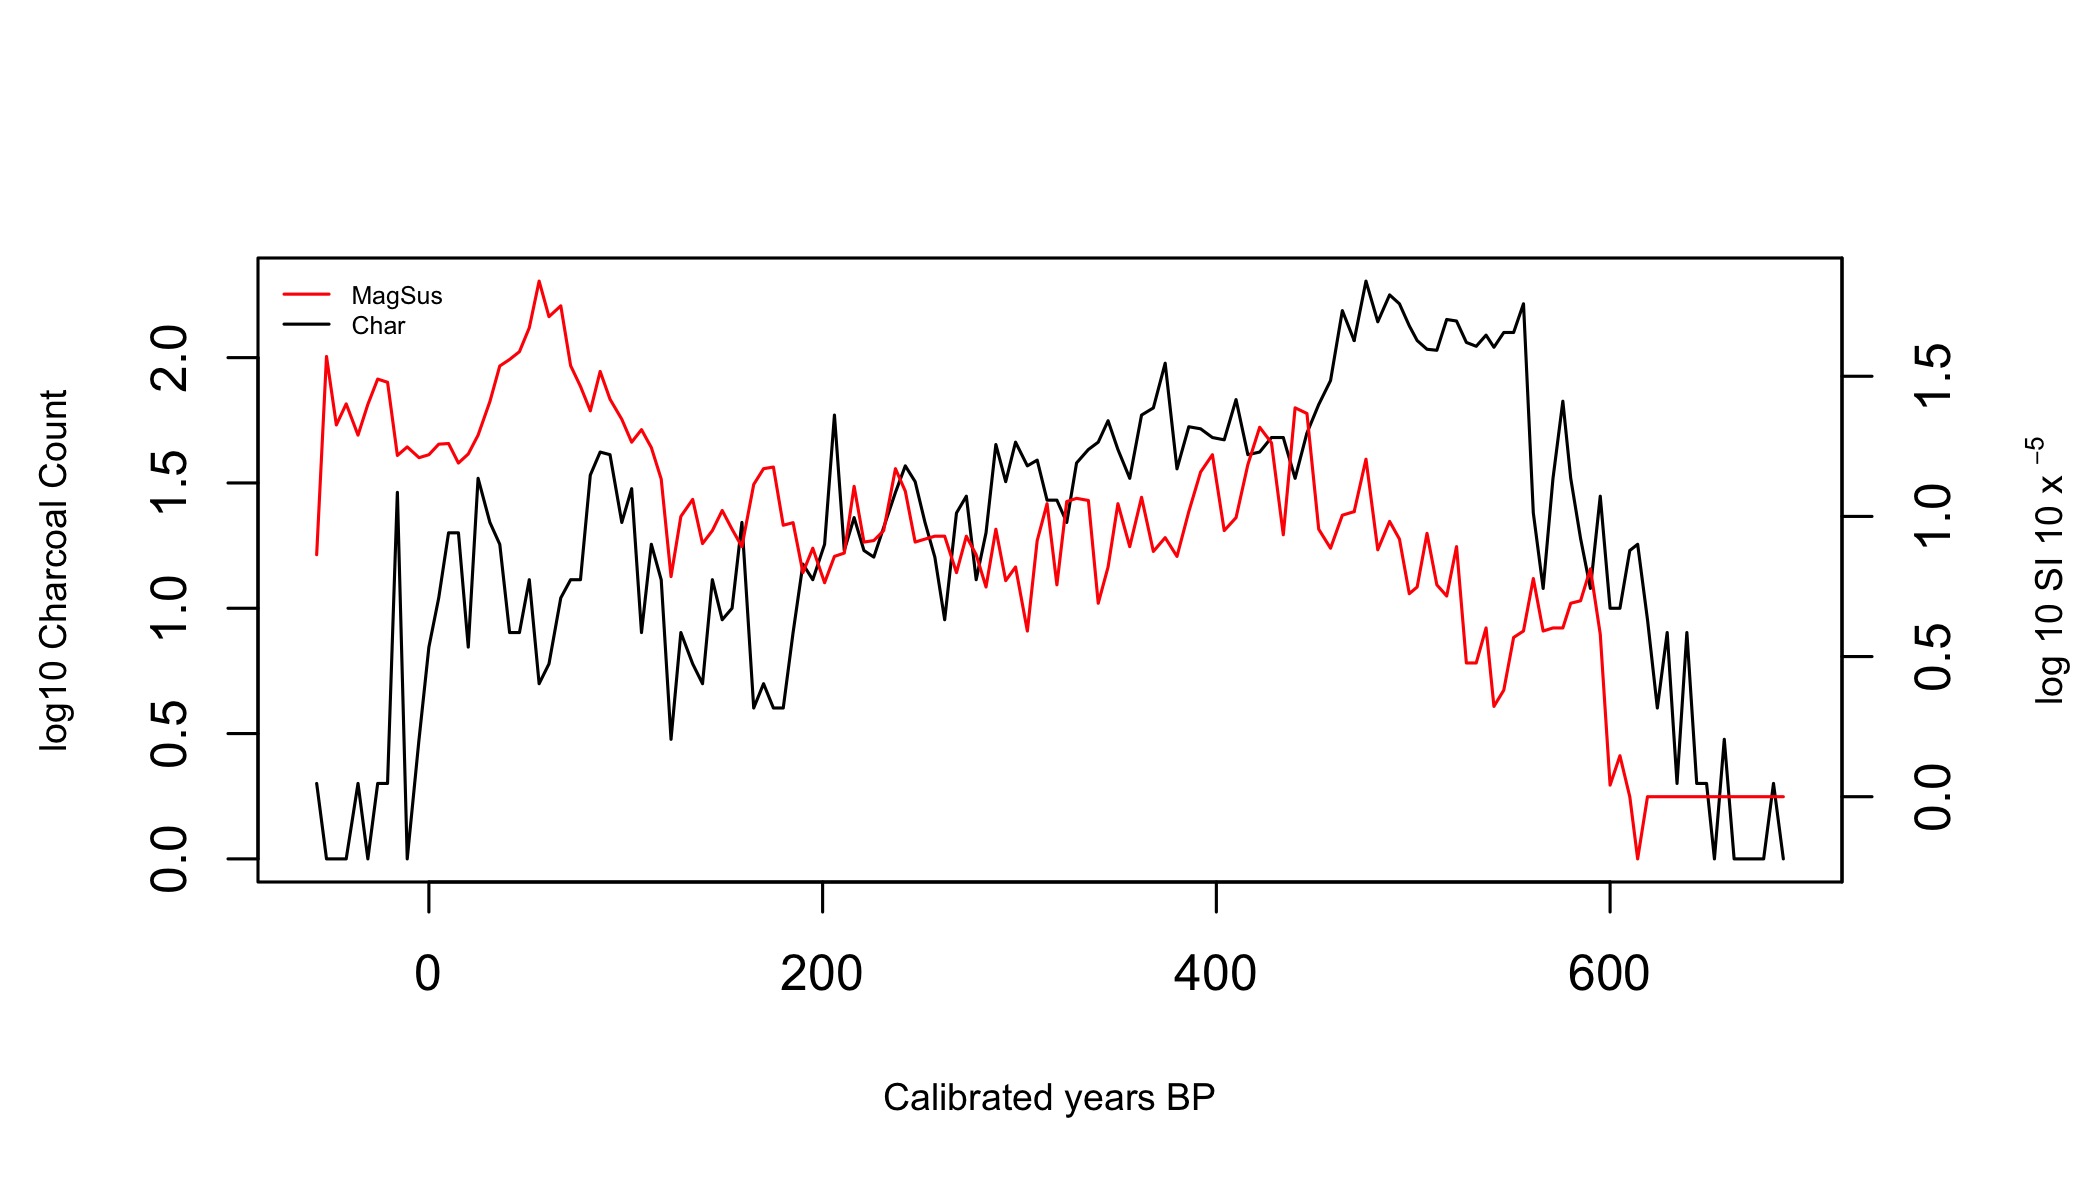 MagSus
Char
log10 Charcoal Count
0.0 0.5 1.0 1.5 2.0
0.0 0.5 1.0 1.5
log 10 SI 10 x ⁻⁵
0 200 400 600
Calibrated years BP